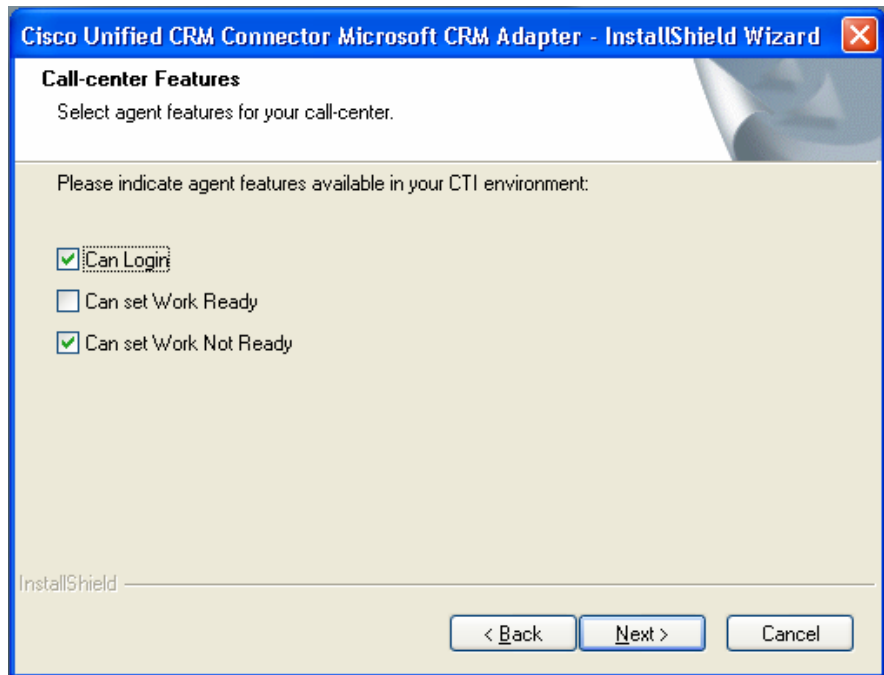 Cisco Unified CRM Connector Microsoft CRM Adapter - InstallShield Wizard
Call-center Features
Select agent features for your call-center.
Please indicate agent features available in your CTI environment:
Can Login
Can set Work Ready
Can set Work Not Ready
InstallShield
< Back
Next >
Cancel